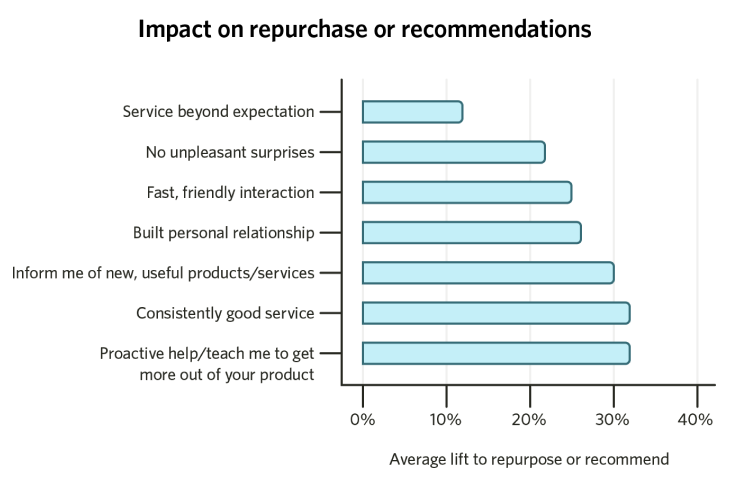 Impact on repurchase or recommendations
Service beyond expectation
No unpleasant surprises
Fast, friendly interaction
Built personal relationship
Inform me of new, useful products/services
Consistently good service
Proactive help/teach me to get
more out of your product
0% 10% 20% 30% 40%
Average lift to repurpose or recommend